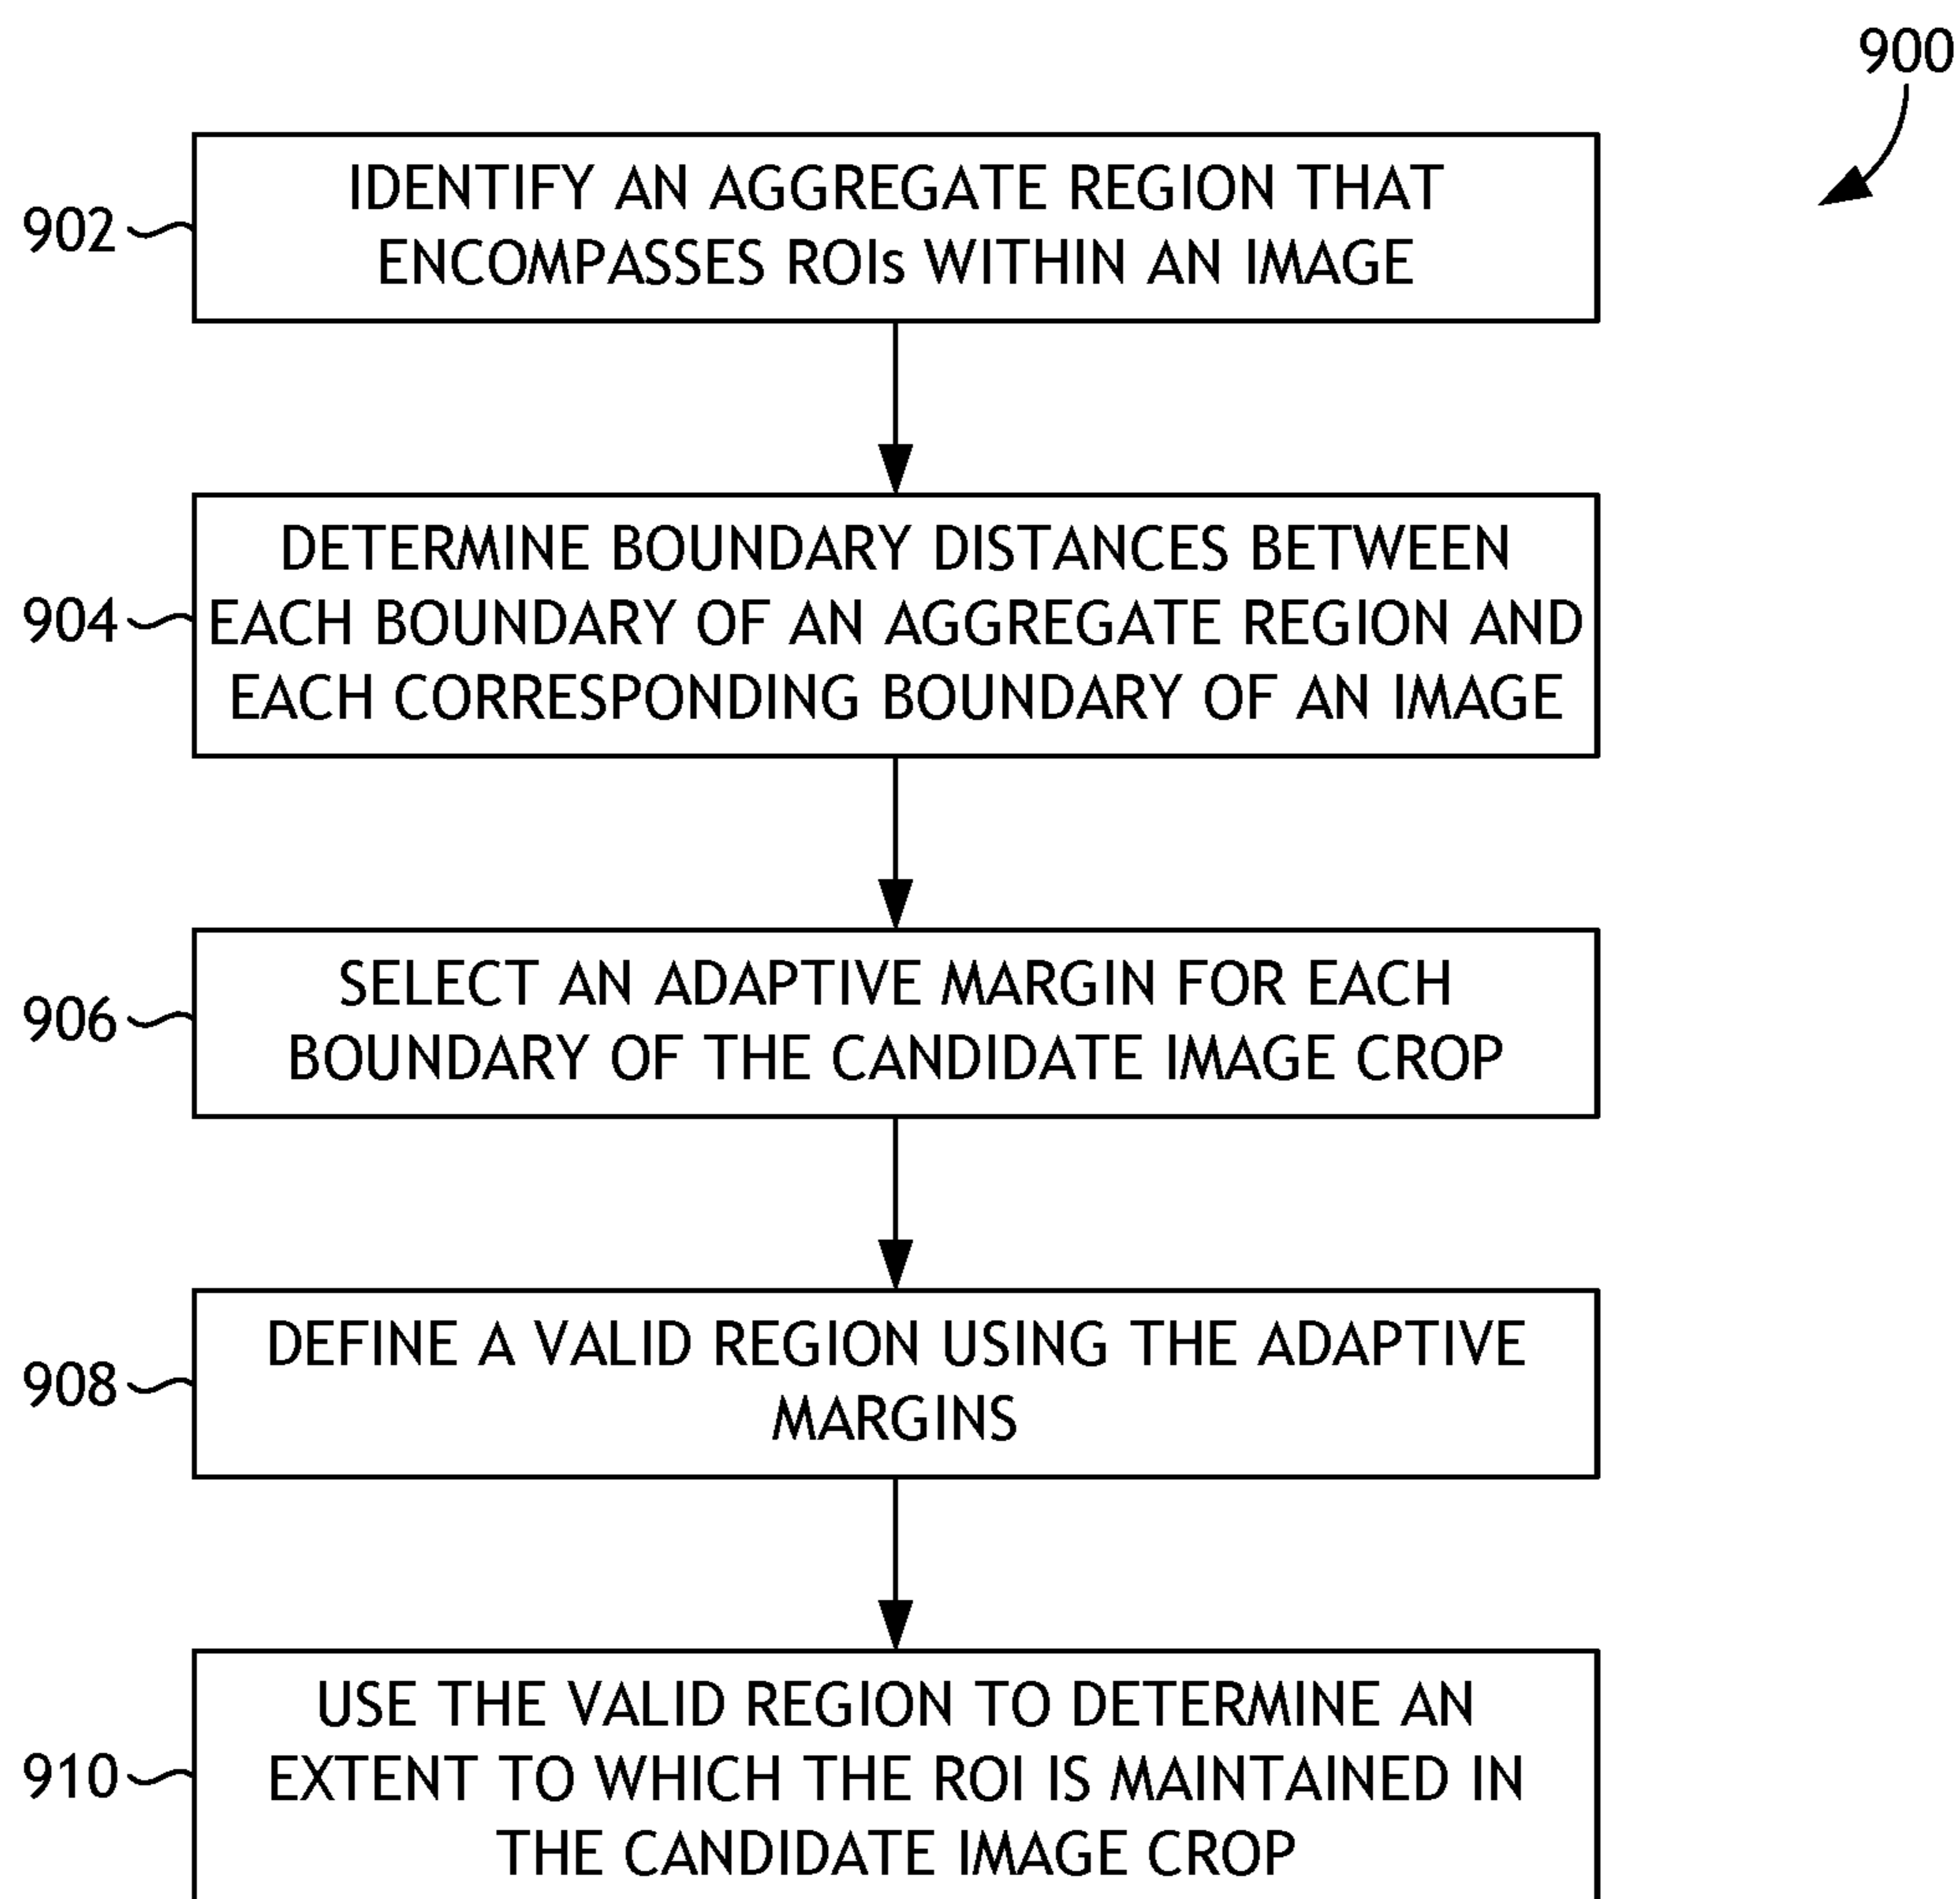 900
902
IDENTIFY AN AGGREGATE REGION THAT
ENCOMPASSES ROIs WITHIN AN IMAGE
904
DETERMINE BOUNDARY DISTANCES BETWEEN
EACH BOUNDARY OF AN AGGREGATE REGION AND
EACH CORRESPONDING BOUNDARY OF AN IMAGE
906
SELECT AN ADAPTIVE MARGIN FOR EACH
BOUNDARY OF THE CANDIDATE IMAGE CROP
908
DEFINE A VALID REGION USING THE ADAPTIVE
MARGINS
910
USE THE VALID REGION TO DETERMINE AN
EXTENT TO WHICH THE ROI IS MAINTAINED IN
THE CANDIDATE IMAGE CROP